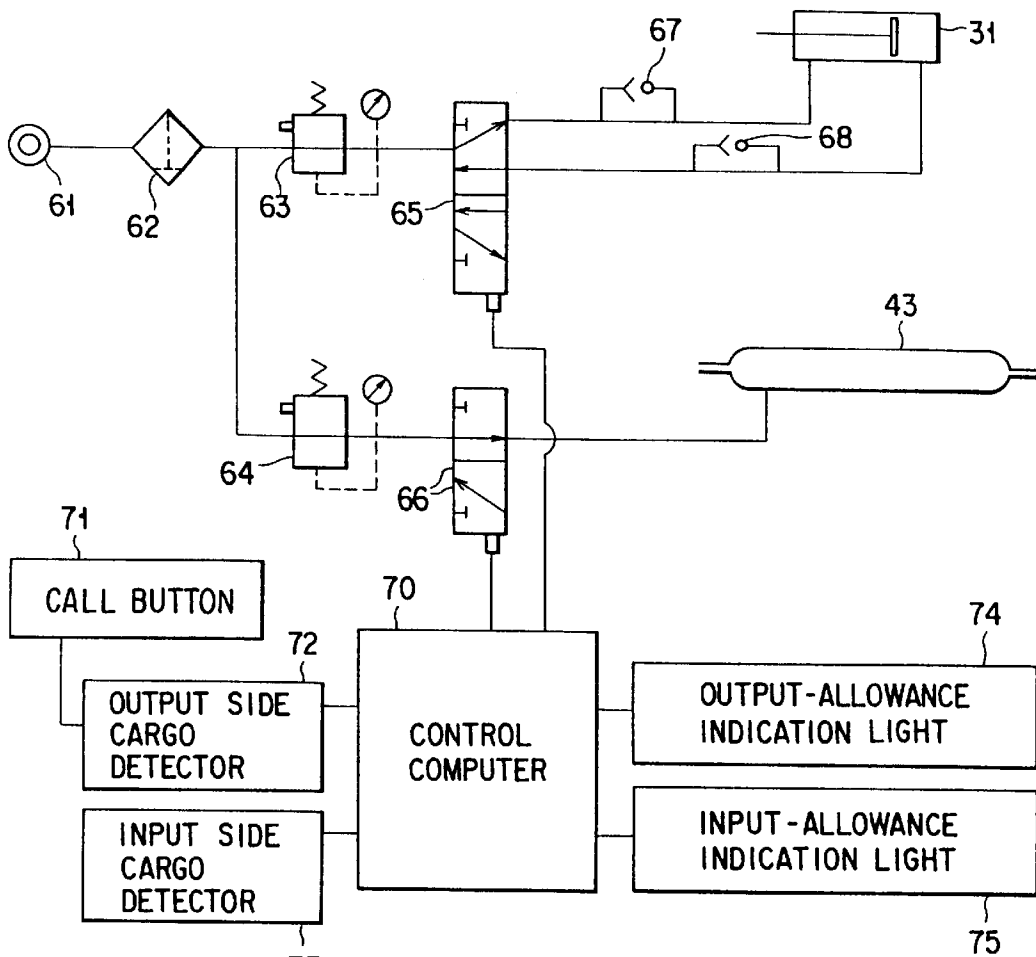 67
31
68
61
62
63
65
43
64
66
71
CALL BUTTON
70
72
74
OUTPUT SIDE
CARGO
DETECTOR
CONTROL
COMPUTER
OUTPUT-ALLOWANCE
INDICATION LIGHT
INPUT SIDE
CARGO
DETECTOR
INPUT-ALLOWANCE
INDICATION LIGHT
75